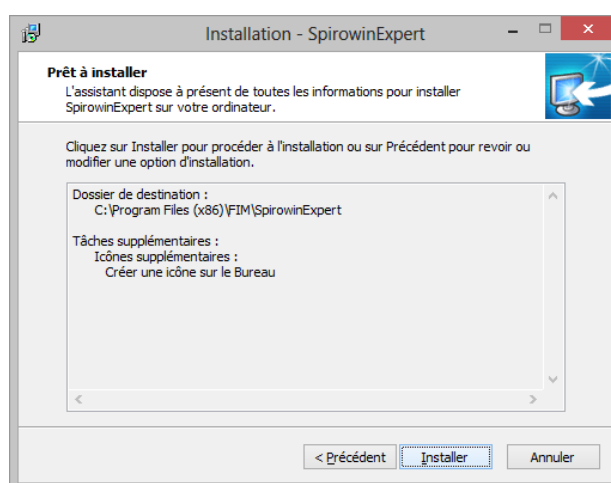 Installation - SpirowinExpert
Prêt à installer
L'assistant dispose à présent de toutes les informations pour installer
SpirowinExpert sur votre ordinateur.
Cliquez sur Installer pour procéder à l'installation ou sur Précédent pour revoir ou
modifier une option d'installation.
Dossier de destination :
C:\Program Files (x86)\FIM\SpirowinExpert
Tâches supplémentaires :
Icônes supplémentaires :
Créer une icône sur le Bureau
< Précédent
Installer
Annuler